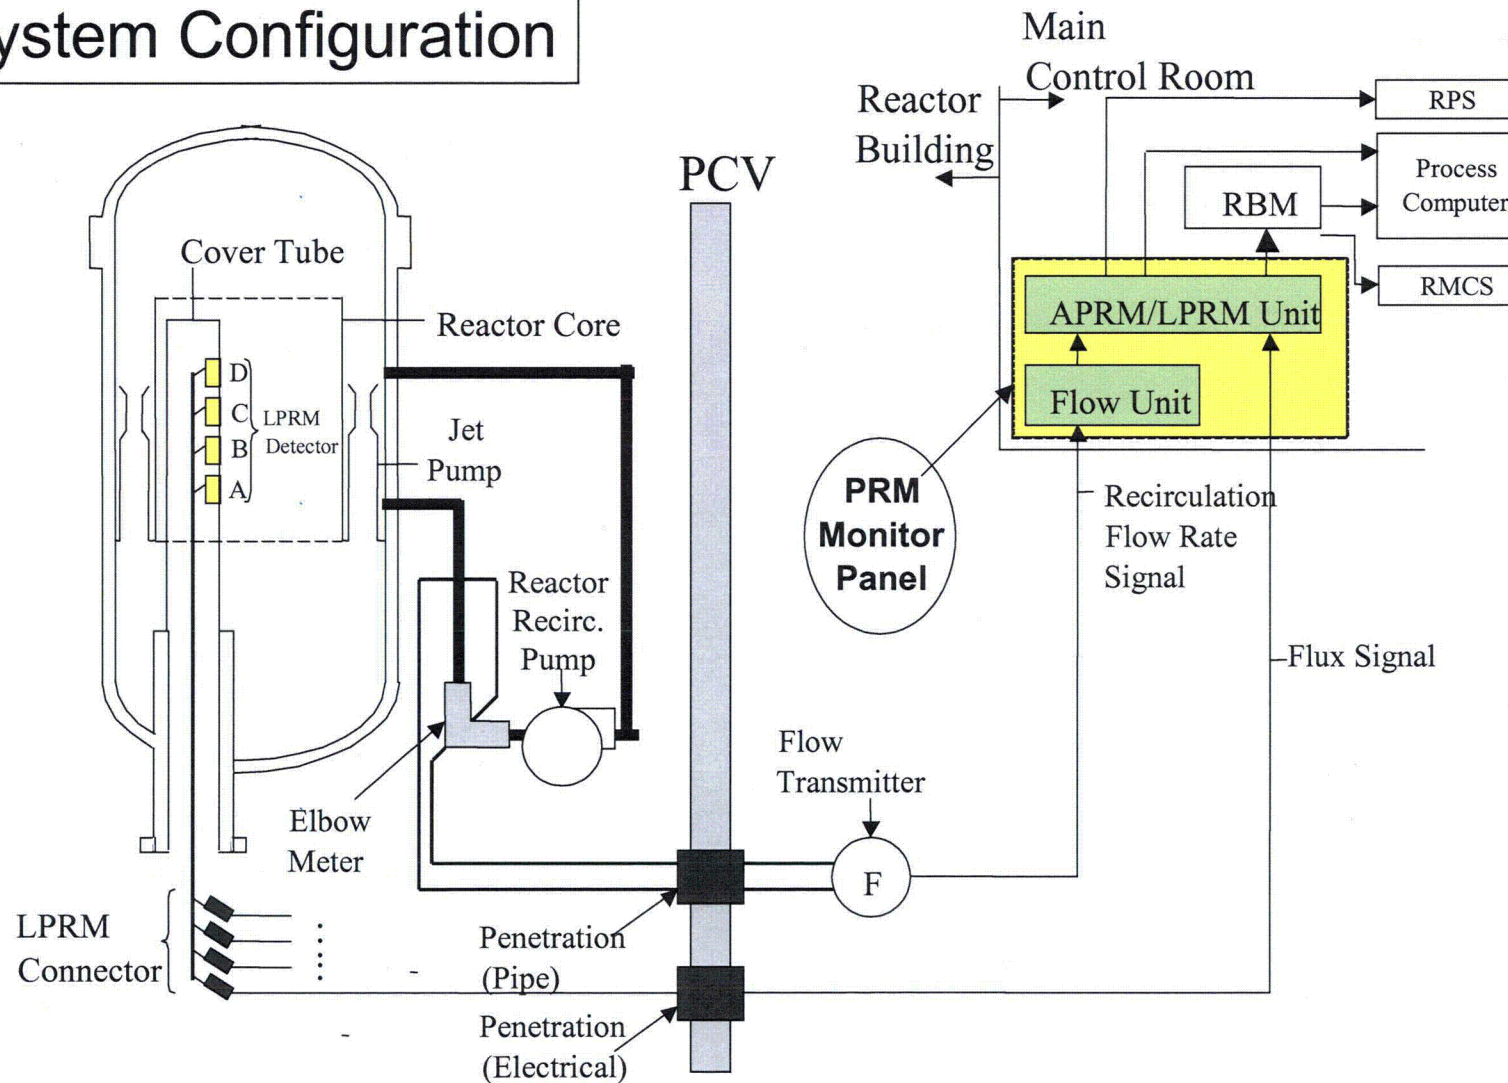 ystem Configuration
Main
Control Room
Reactor
Building
RPS
Process
Computer
RBM
RMCS
APRM/LPRM Unit
Flow Unit
PCV
Cover Tube
Reactor Core
D
C
B
A
LPRM
Detector
Jet
Pump
PRM
Monitor
Panel
Recirculation
Flow Rate
Signal
Reactor
Recirc.
Pump
Flux Signal
Flow
Transmitter
Elbow
Meter
F
LPRM
Connector
Penetration
(Pipe)
Penetration
(Electrical)